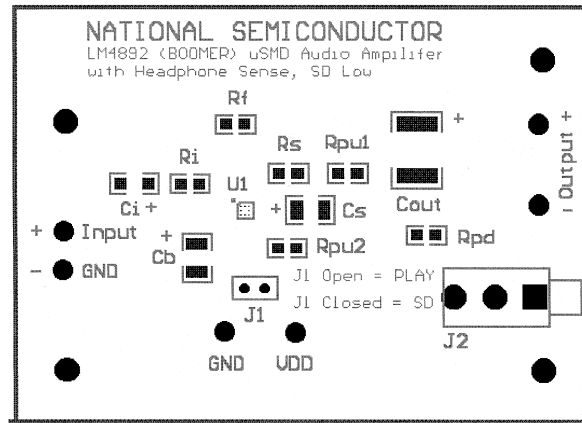 NATIONAL SEMICONDUCTOR
LM4892 (BOOMER) uSMD Audio Ampilifer
with Headphone Sense, SD Low
Rf
+
Ri
Rs
Rpu1
U1
Ci +
+
Cs
Cout
Output +
-
+ Input
+
Cb
Rpu2
Rpd
- GND
J1 Open = PLAY
J1 Closed = SD
J1
J2
GND
VDD